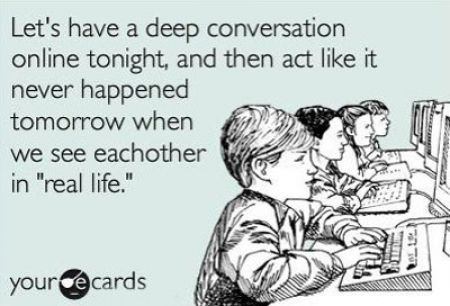 Let's have a deep conversation
online tonight, and then act like it
never happened
tomorrow when
we see eachother
in "real life."
your e cards